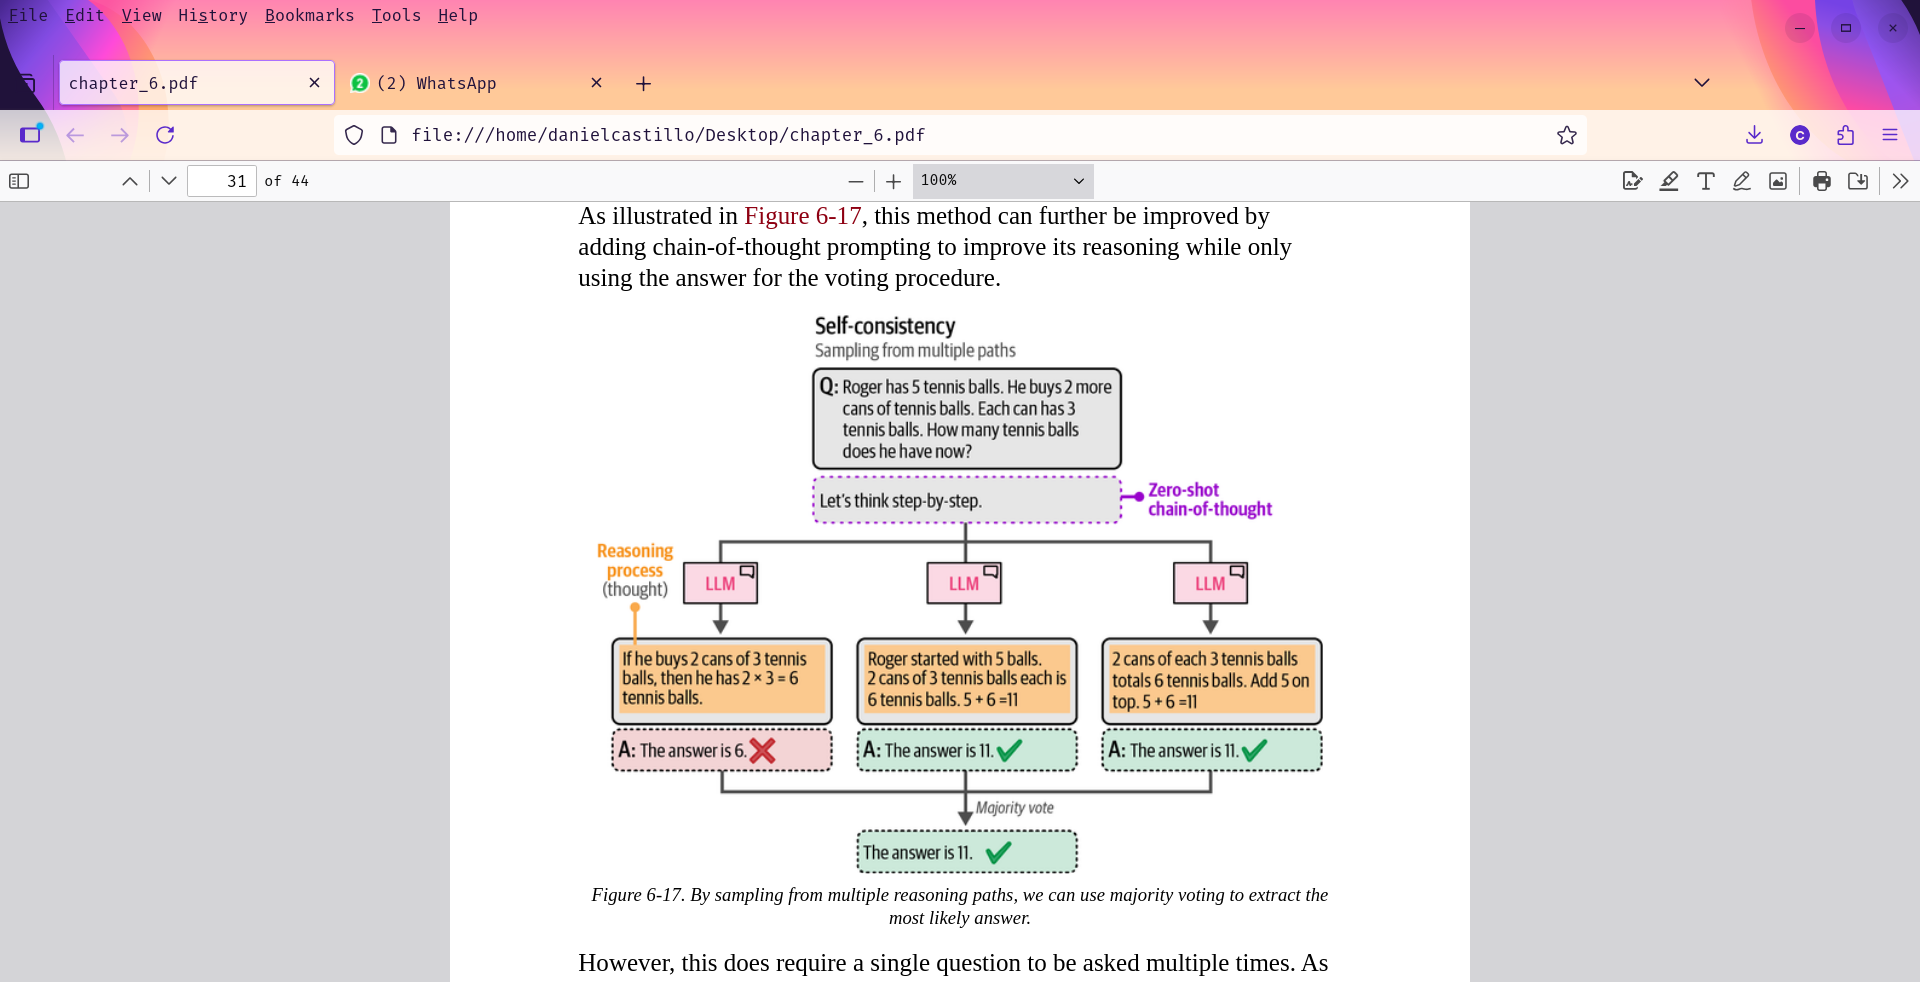 File Edit View History Bookmarks Tools Help
chapter_6.pdf
2 (2) WhatsApp
file:///home/danielcastillo/Desktop/chapter_6.pdf
C
31 of 44
100%
As illustrated in Figure 6-17, this method can further be improved by
adding chain-of-thought prompting to improve its reasoning while only
using the answer for the voting procedure.
Self-consistency
Sampling from multiple paths
Q: Roger has 5 tennis balls. He buys 2 more
cans of tennis balls. Each can has 3
tennis balls. How many tennis balls
does he have now?
Let's think step-by-step.
Zero-shot
chain-of-thought
Reasoning
process
(thought)
LLM
LLM
LLM
If he buys 2 cans of 3 tennis
balls, then he has 2 × 3 = 6
tennis balls.
A: The answer is 6.
Roger started with 5 balls.
2 cans of 3 tennis balls each is
6 tennis balls. 5 + 6 =11
A: The answer is 11.
2 cans of each 3 tennis balls
totals 6 tennis balls. Add 5 on
top. 5 + 6 =11
A: The answer is 11.
Majority vote
The answer is 11.
Figure 6-17. By sampling from multiple reasoning paths, we can use majority voting to extract the
most likely answer.
However, this does require a single question to be asked multiple times. As